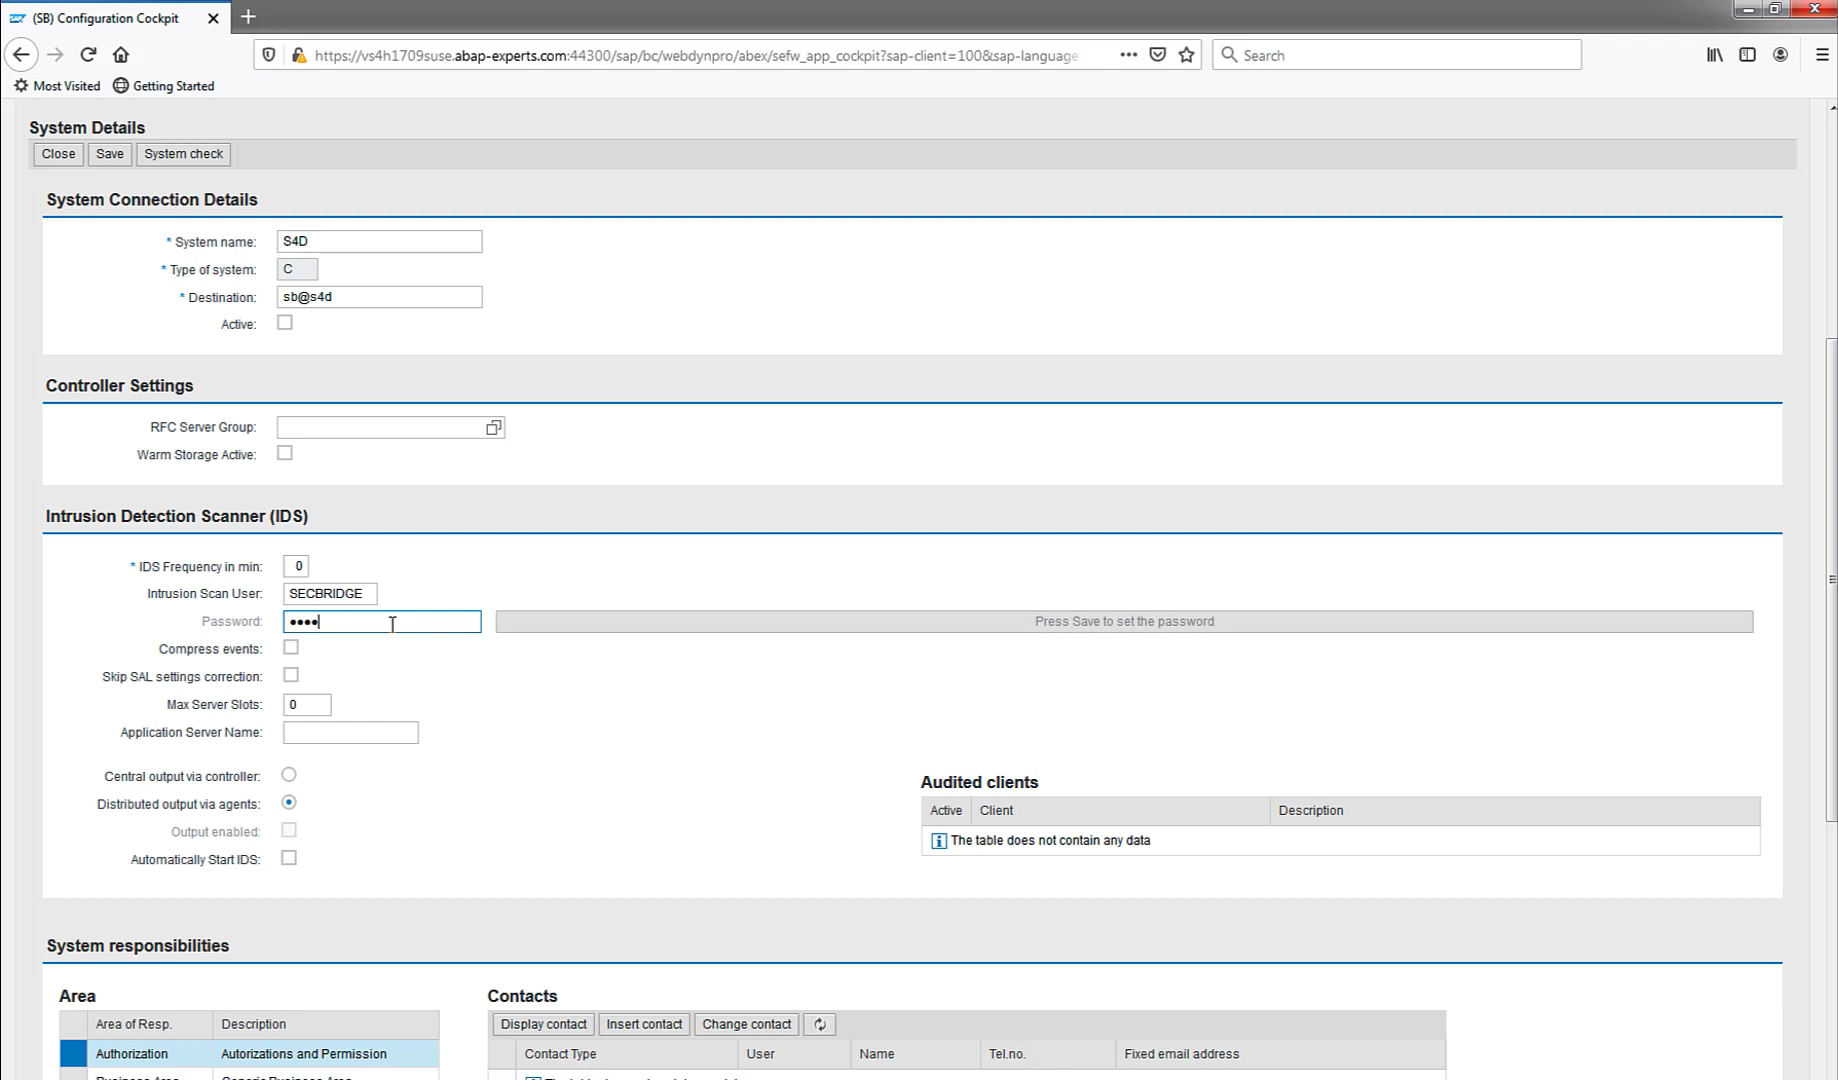 SAP (SB) Configuration Cockpit
https://vs4h1709suse.abap-experts.com:44300/sap/bc/webdynpro/abex/sefw_app_cockpit?sap-client=100&sap-language
Search
Most Visited Getting Started
System Details
Close Save System check
System Connection Details
* System name: S4D
* Type of system: C
* Destination: sb@s4d
Active:
Controller Settings
RFC Server Group:
Warm Storage Active:
Intrusion Detection Scanner (IDS)
* IDS Frequency in min: 0
Intrusion Scan User: SECBRIDGE
Password: •••• Press Save to set the password
Compress events:
Skip SAL settings correction:
Max Server Slots: 0
Application Server Name:
Central output via controller:
Distributed output via agents:
Output enabled:
Automatically Start IDS:
Audited clients
Active Client Description
The table does not contain any data
System responsibilities
Area
Area of Resp. Description
Authorization Autorizations and Permission
Contacts
Display contact Insert contact Change contact
Contact Type User Name Tel.no. Fixed email address